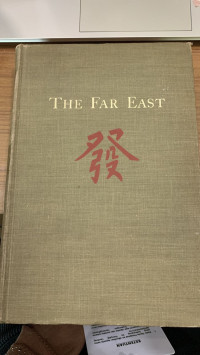 THE FAR EAST
發